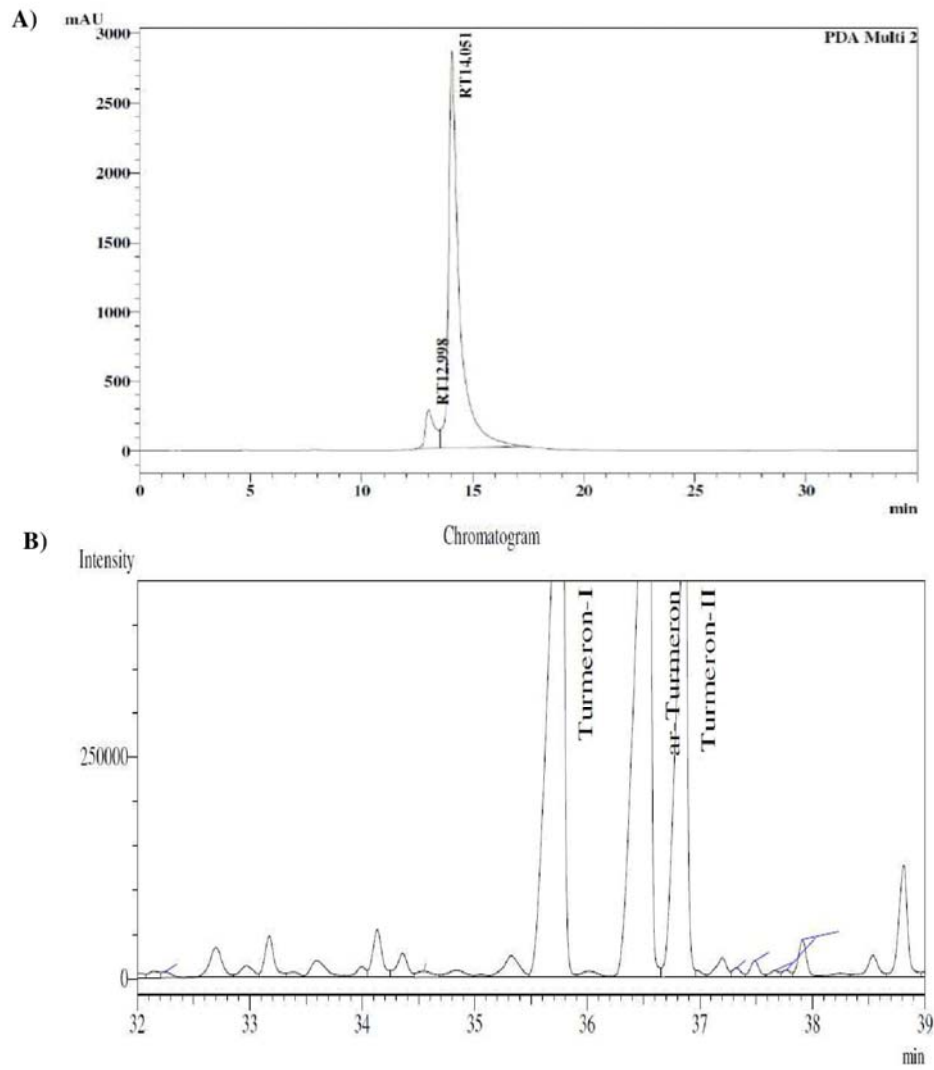 A)
mAU
PDA Multi 2
3000
2500
2000
1500
1000
500
0
RT12.998
RT14.051
0 5 10 15 20 25 30
min
B)
Chromatogram
Intensity
250000
0
Turmeron-I
ar-Turmeron
Turmeron-II
32 33 34 35 36 37 38 39
min